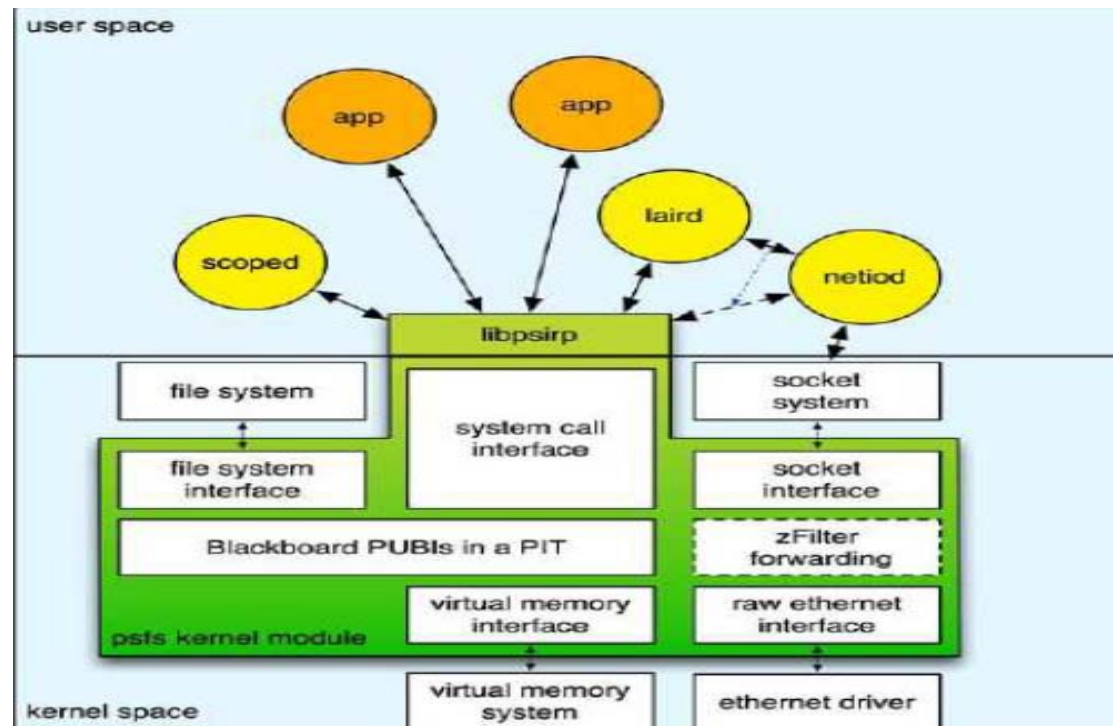 user space
app
app
laird
scoped
netiod
libpsirp
file system
system call
interface
socket
system
file system
interface
socket
interface
Blackboard PUBIs in a PIT
zFilter
forwarding
virtual memory
interface
raw ethernet
interface
psfs kernel module
kernel space
virtual memory
system
ethernet driver